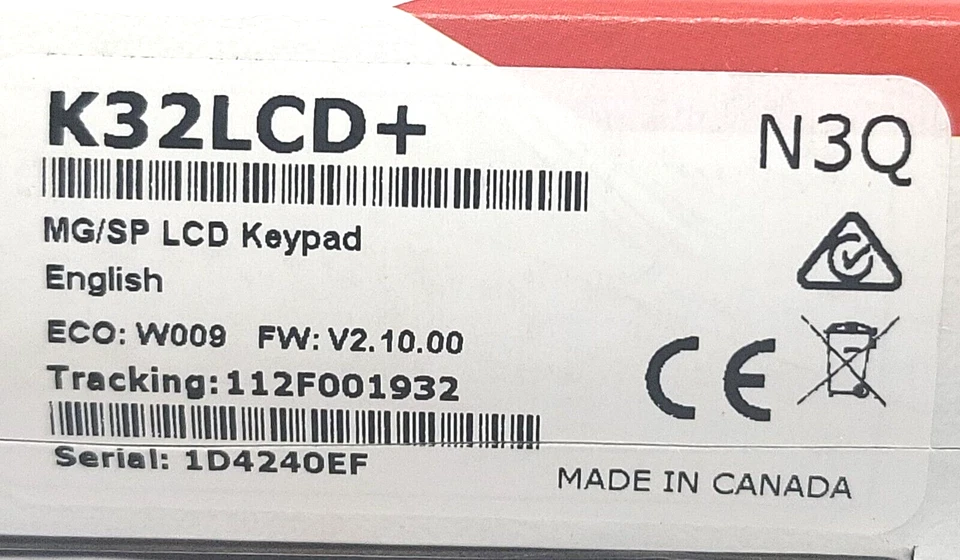 K32LCD+
N3Q
MG/SP LCD Keypad
English
ECO: W009 FW: V2.10.00
Tracking: 112F001932
CE
Serial: 1D4240EF
MADE IN CANADA